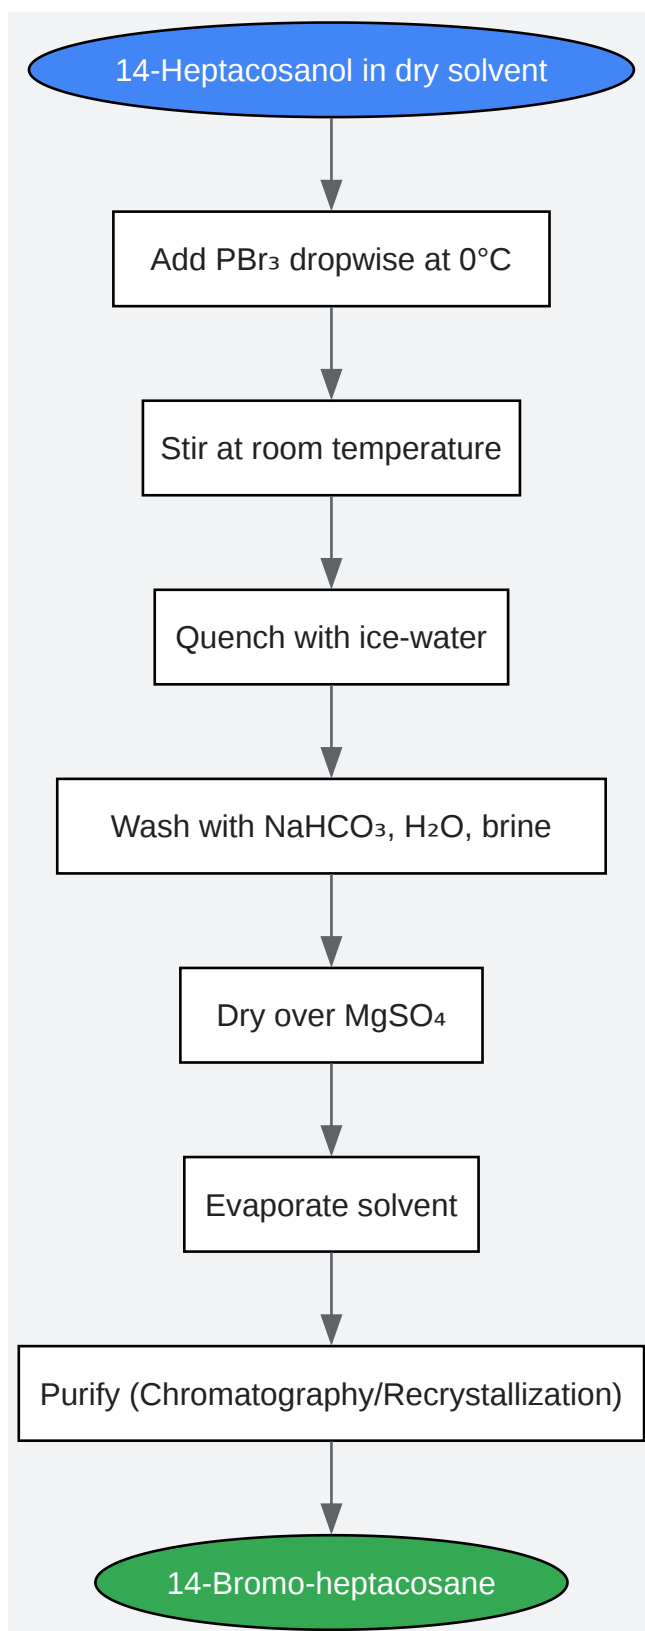 14-Heptacosanol in dry solvent
Add PBr₃ dropwise at 0°C
Stir at room temperature
Quench with ice-water
Wash with NaHCO₃, H₂O, brine
Dry over MgSO₄
Evaporate solvent
Purify (Chromatography/Recrystallization)
14-Bromo-heptacosane